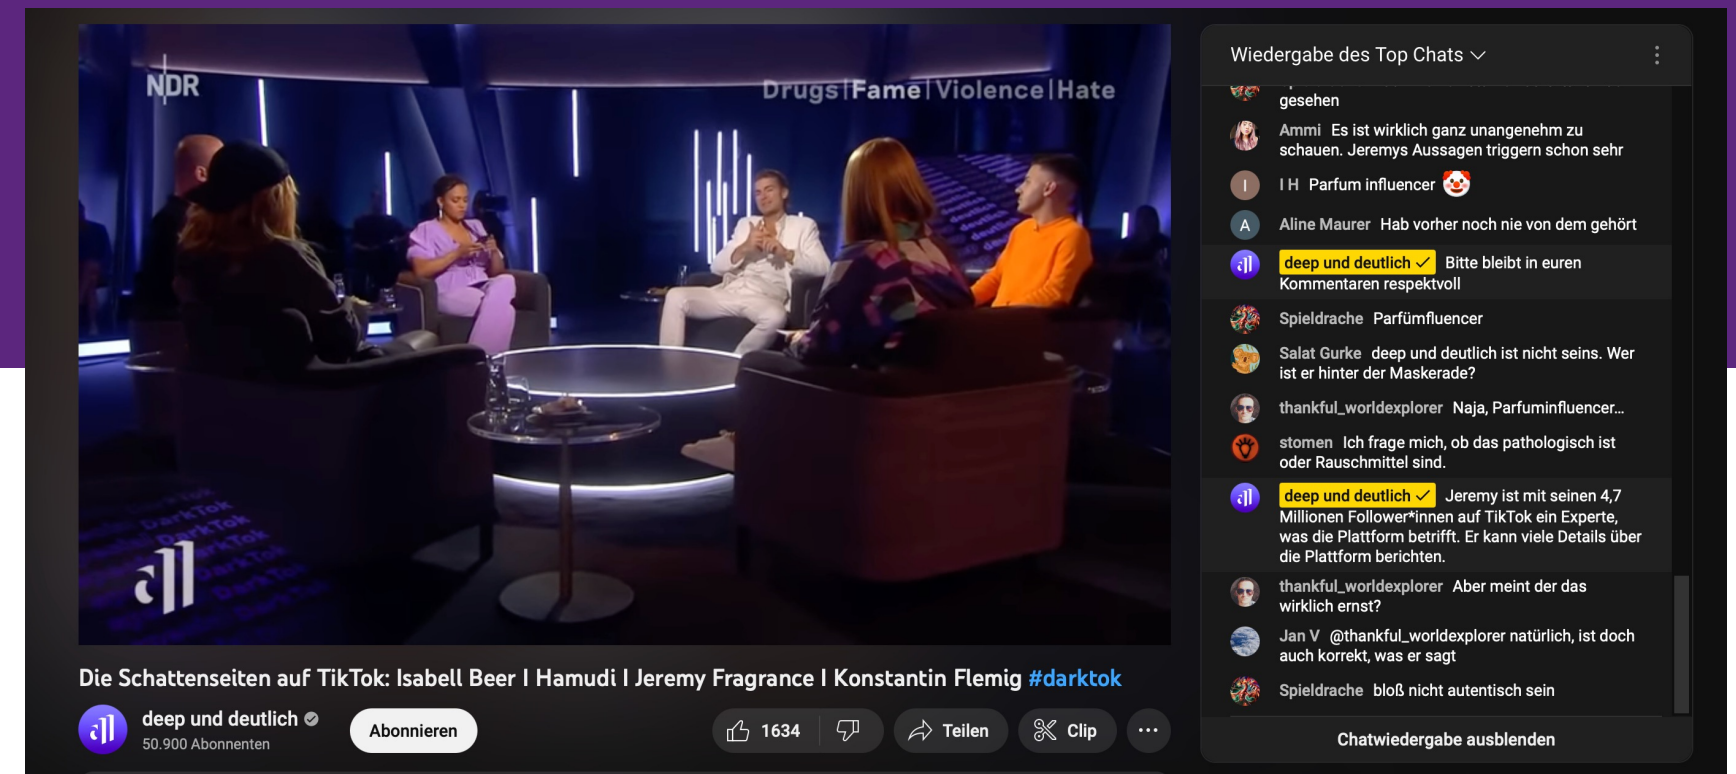 NDR
Drugs|Fame|Violence|Hate
DarkTok
Die Schattenseiten auf TikTok: Isabell Beer I Hamudi I Jeremy Fragrance I Konstantin Flemig #darktok
deep und deutlich
50.900 Abonnenten
Abonnieren
1634
Teilen
Clip
Wiedergabe des Top Chats
gesehen
Ammi Es ist wirklich ganz unangenehm zu
schauen. Jeremys Aussagen triggern schon sehr
I
I H Parfum influencer 🤡
A
Aline Maurer Hab vorher noch nie von dem gehört
deep und deutlich Bitte bleibt in euren
Kommentaren respektvoll
Spieldrache Parfümfluencer
Salat Gurke deep und deutlich ist nicht seins. Wer
ist er hinter der Maskerade?
thankful_worldexplorer Naja, Parfuminfluencer...
stomen Ich frage mich, ob das pathologisch ist
oder Rauschmittel sind.
deep und deutlich Jeremy ist mit seinen 4,7
Millionen Follower*innen auf TikTok ein Experte,
was die Plattform betrifft. Er kann viele Details über
die Plattform berichten.
thankful_worldexplorer Aber meint der das
wirklich ernst?
Jan V @thankful_worldexplorer natürlich, ist doch
auch korrekt, was er sagt
Spieldrache bloß nicht autentisch sein
Chatwiedergabe ausblenden